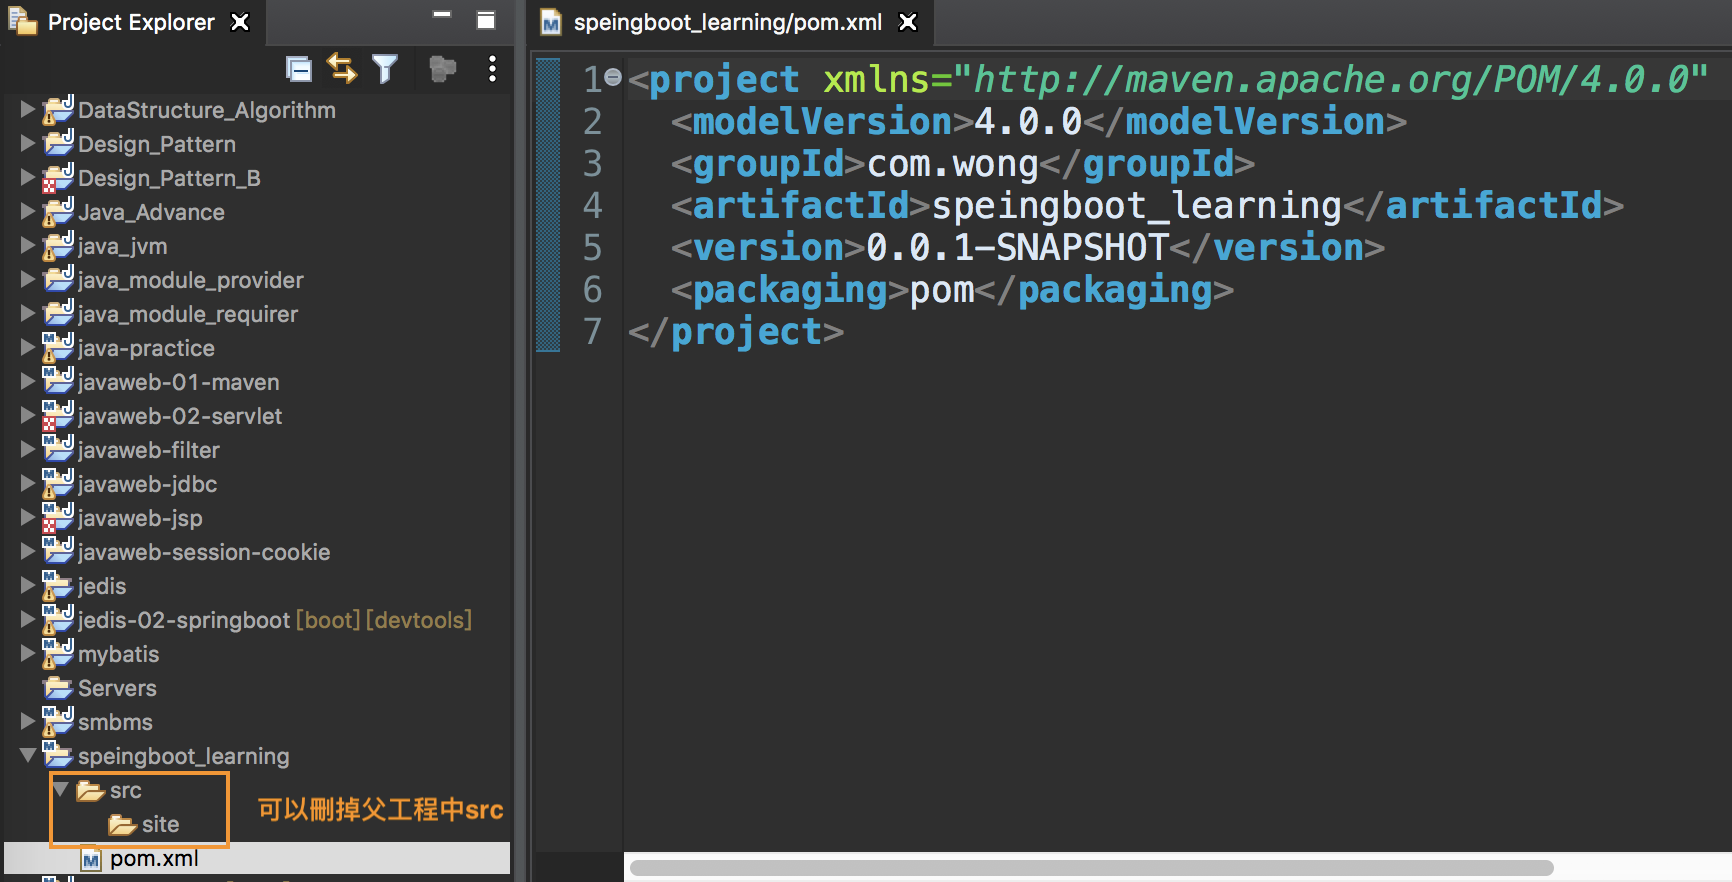 Project Explorer
speingboot_learning/pom.xml
DataStructure_Algorithm
Design_Pattern
Design_Pattern_B
Java_Advance
java_jvm
java_module_provider
java_module_requirer
java-practice
javaweb-01-maven
javaweb-02-servlet
javaweb-filter
javaweb-jdbc
javaweb-jsp
javaweb-session-cookie
jedis
jedis-02-springboot [boot] [devtools]
mybatis
Servers
smbms
speingboot_learning
src
site
可以刪掉父工程中src
pom.xml
1 <project xmlns="http://maven.apache.org/POM/4.0.0"
2 <modelVersion>4.0.0</modelVersion>
3 <groupId>com.wong</groupId>
4 <artifactId>speingboot_learning</artifactId>
5 <version>0.0.1-SNAPSHOT</version>
6 <packaging>pom</packaging>
7 </project>